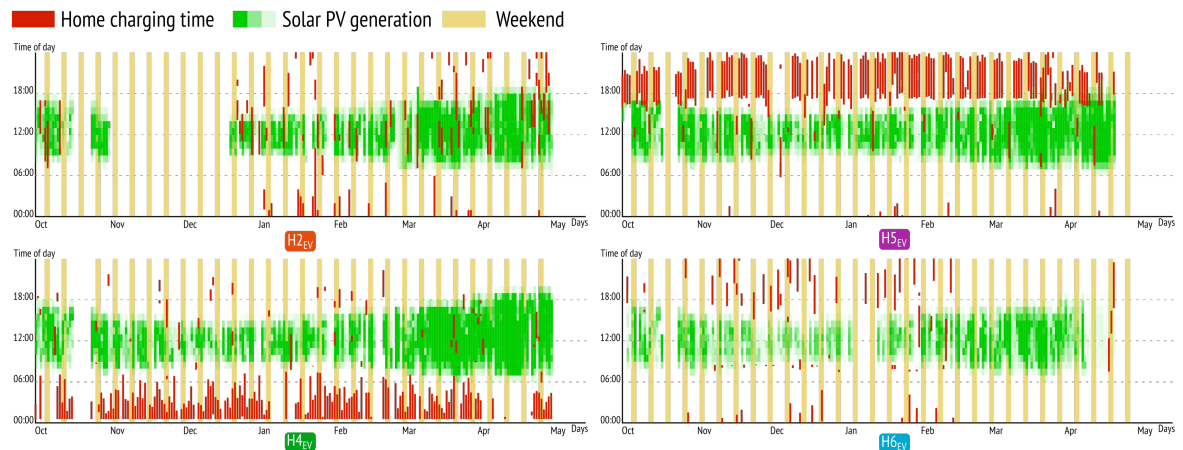 Home charging time Solar PV generation Weekend
Time of day
18:00
12:00
06:00
00:00
Oct Nov Dec Jan Feb Mar Apr May Days
H2EV
Time of day
18:00
12:00
06:00
00:00
Oct Nov Dec Jan Feb Mar Apr May Days
H5EV
Time of day
18:00
12:00
06:00
00:00
Oct Nov Dec Jan Feb Mar Apr May Days
H4EV
Time of day
18:00
12:00
06:00
00:00
Oct Nov Dec Jan Feb Mar Apr May Days
H6EV